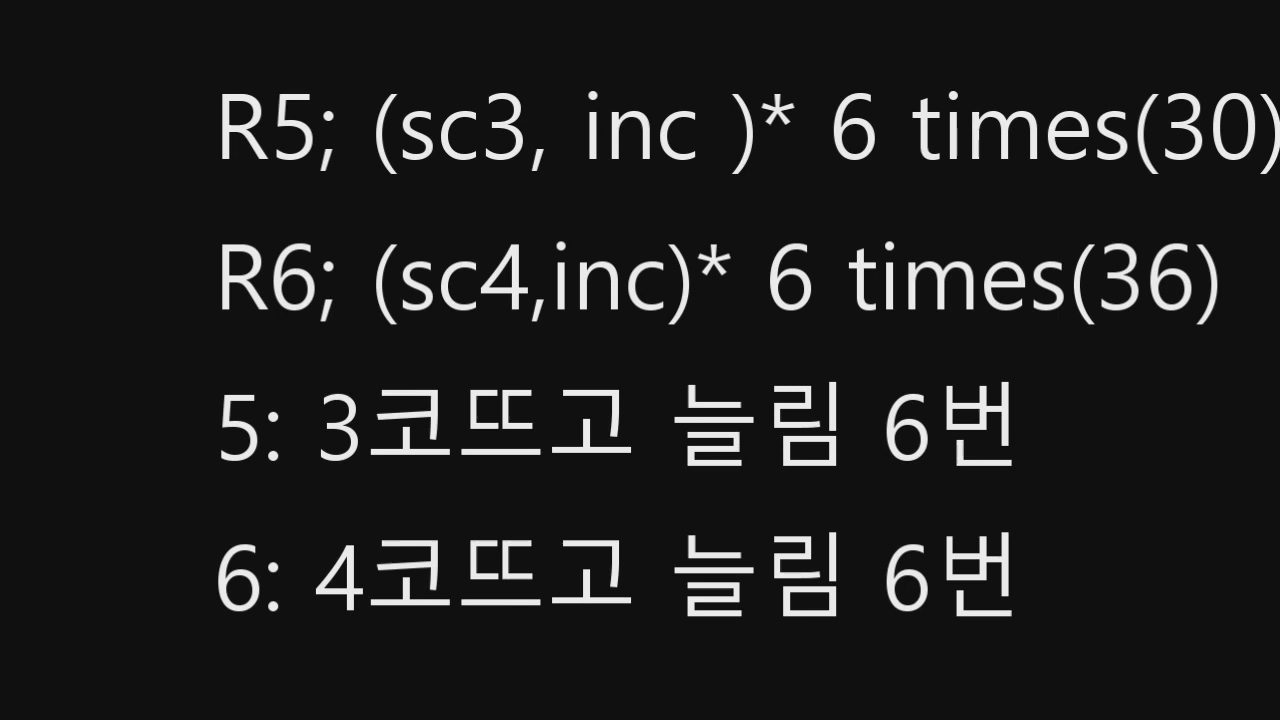 R5; (sc3, inc )* 6 times(30)
R6; (sc4,inc)* 6 times(36)
5: 3코뜨고 늘림 6번
6: 4코뜨고 늘림 6번